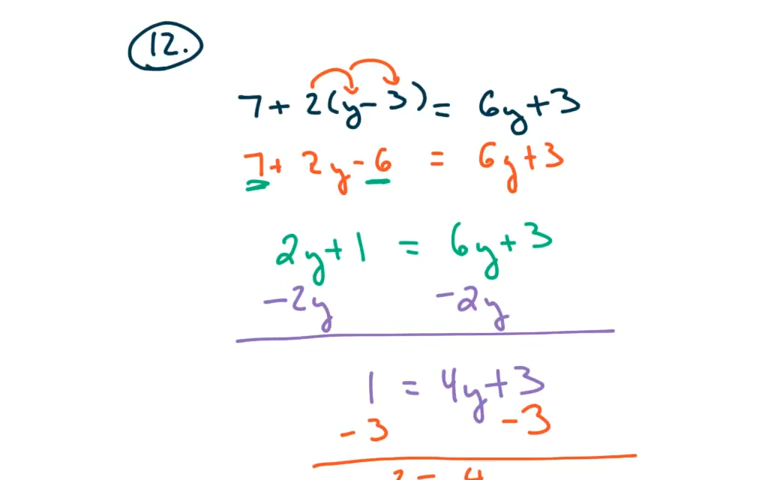 12.
7 + 2(y - 3) = 6y + 3
7 + 2y - 6 = 6y + 3
2y + 1 = 6y + 3
-2y -2y
1 = 4y + 3
-3 -3